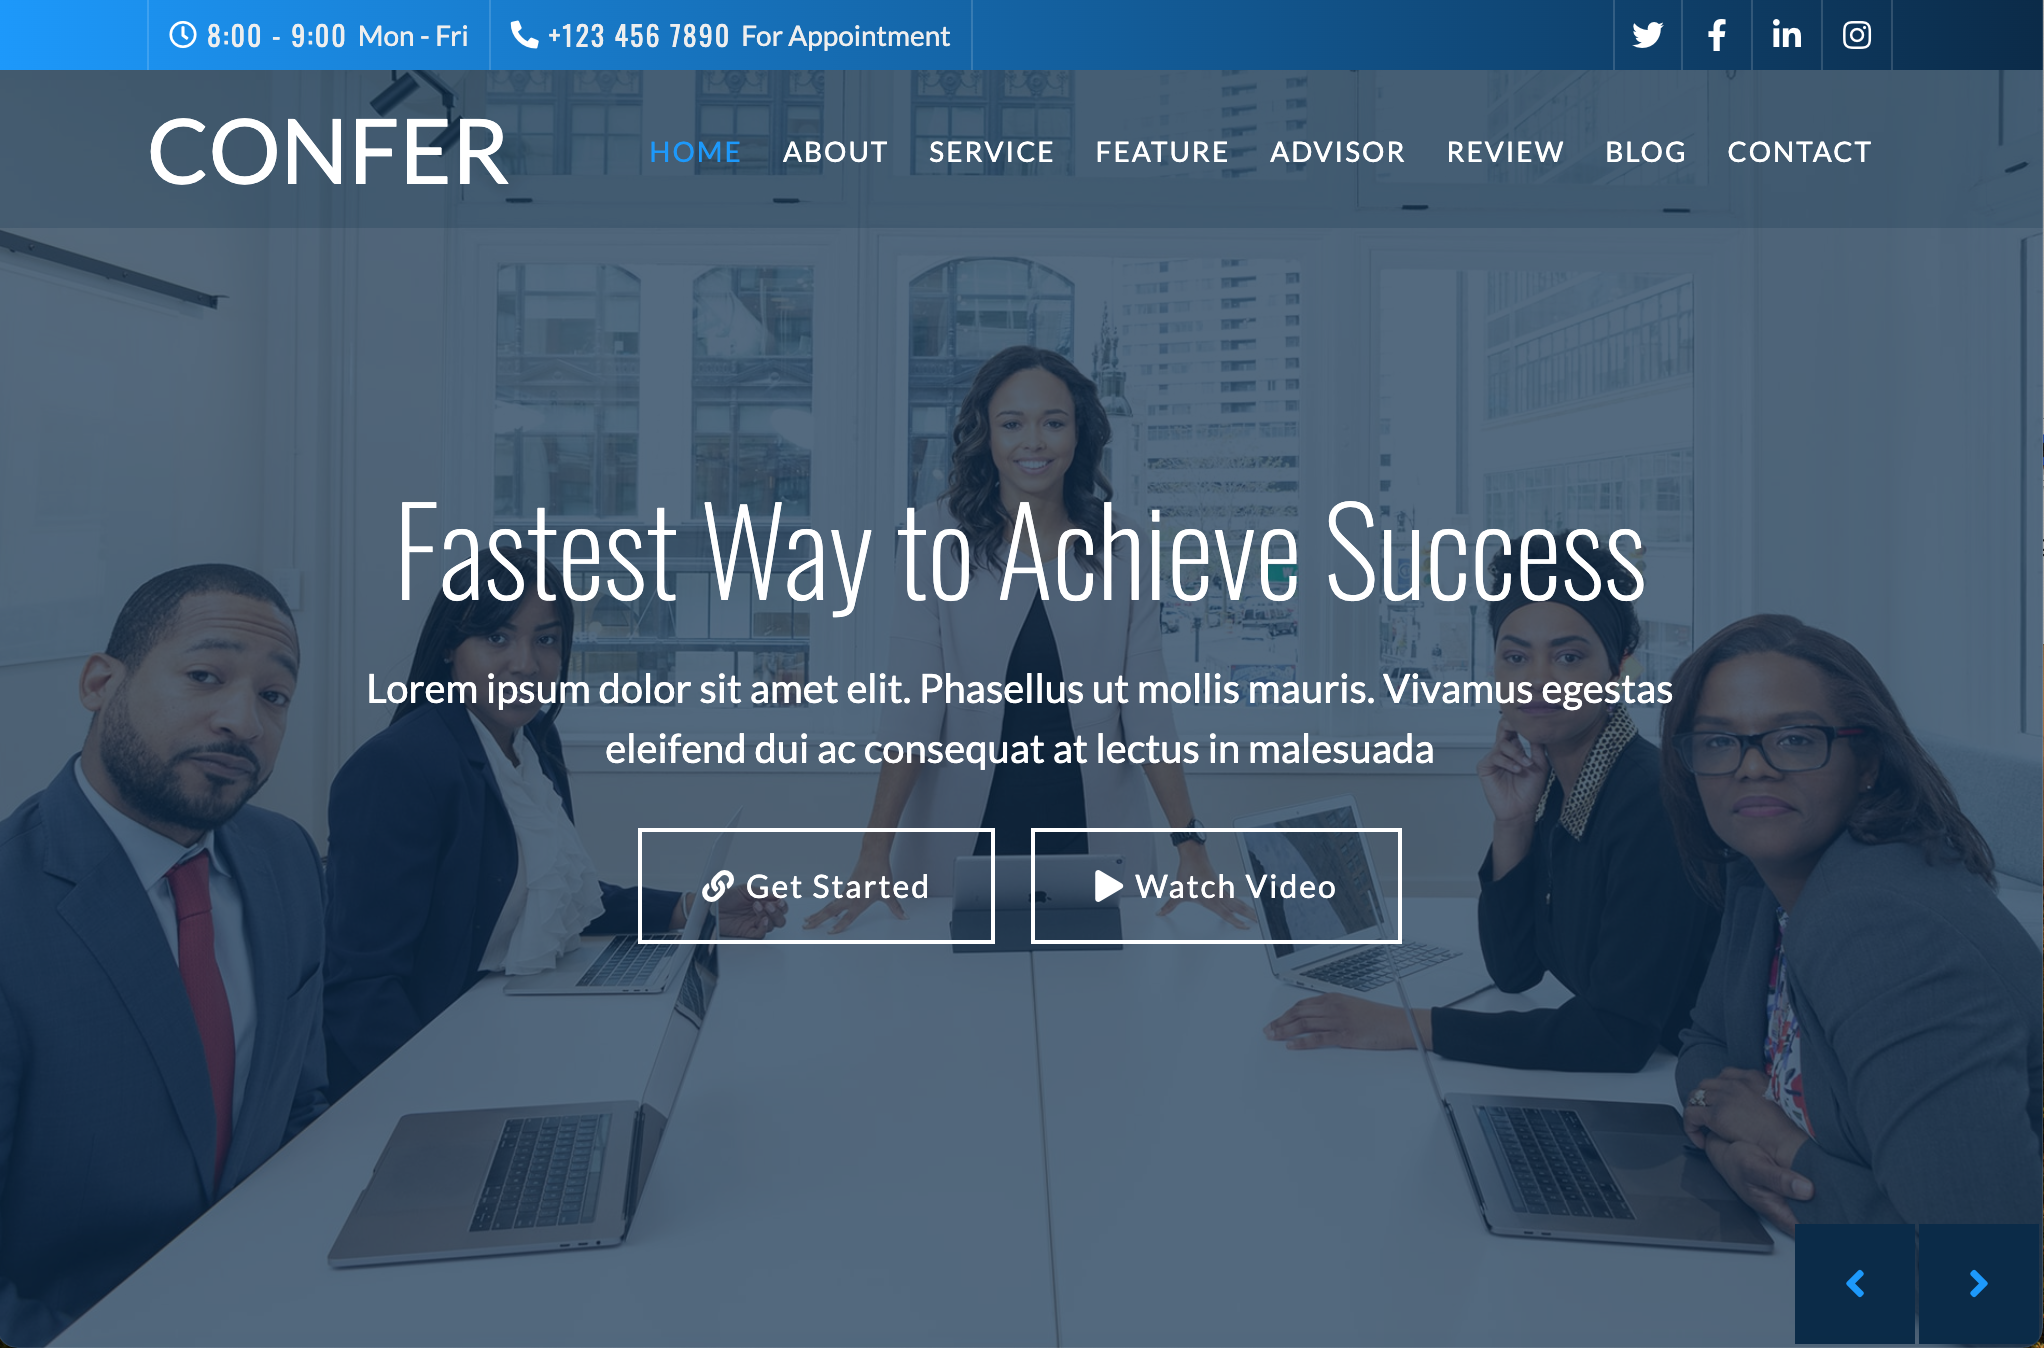 8:00 - 9:00 Mon - Fri
+123 456 7890 For Appointment
CONFER
HOME ABOUT SERVICE FEATURE ADVISOR REVIEW BLOG CONTACT
Fastest Way to Achieve Success
Lorem ipsum dolor sit amet elit. Phasellus ut mollis mauris. Vivamus egestas
eleifend dui ac consequat at lectus in malesuada
Get Started
Watch Video